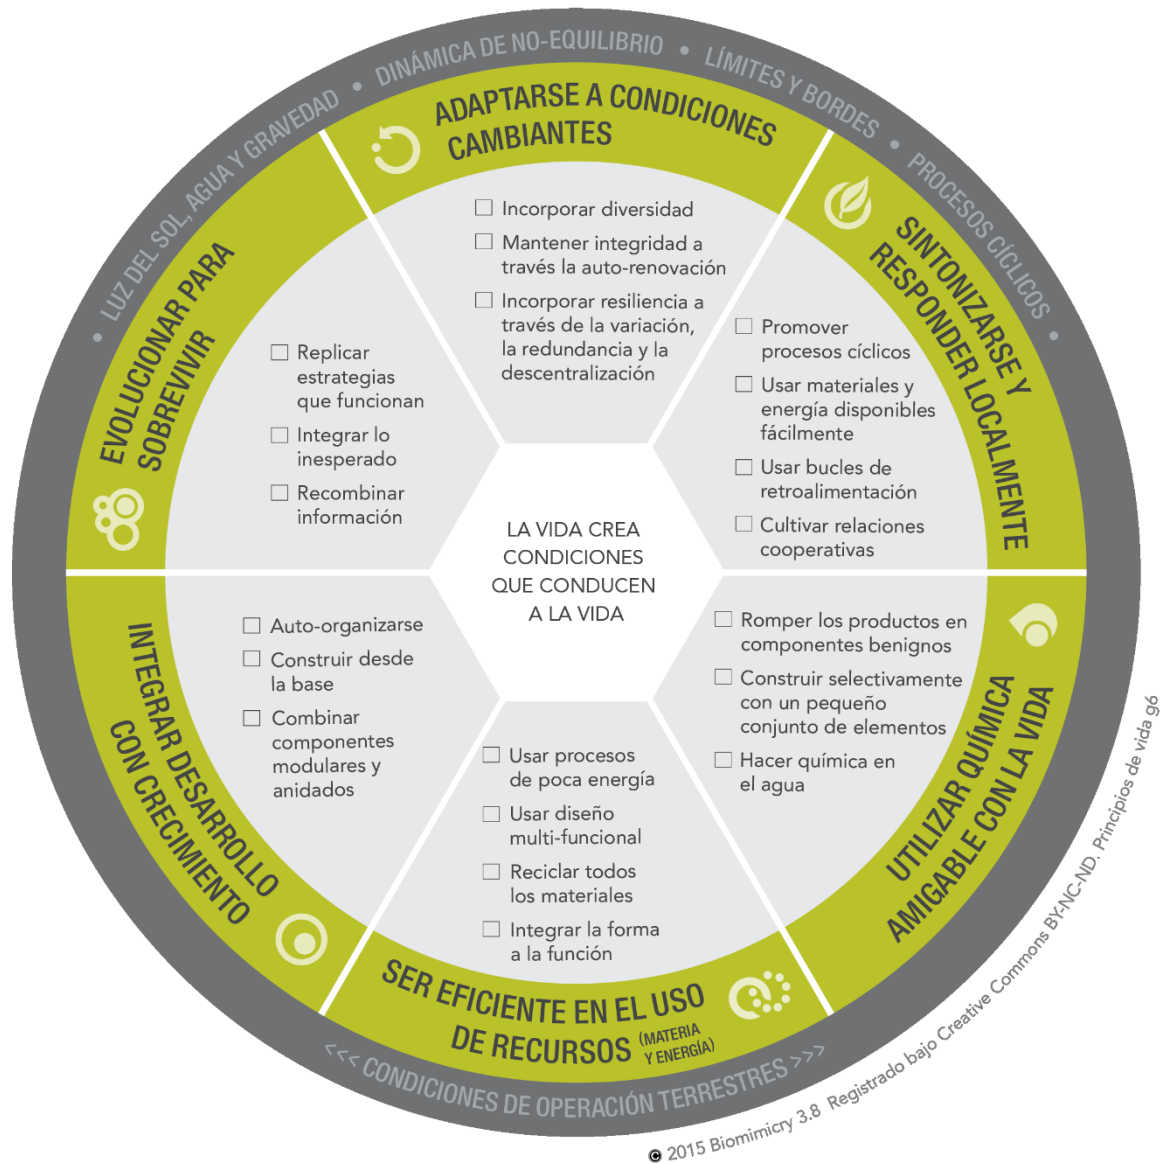 • LUZ DEL SOL, AGUA Y GRAVEDAD • DINÁMICA DE NO-EQUILIBRIO • LÍMITES Y BORDES • PROCESOS CÍCLICOS •
ADAPTARSE A CONDICIONES
CAMBIANTES
☐ Incorporar diversidad
☐ Mantener integridad a
través la auto-renovación
☐ Incorporar resiliencia a
través de la variación,
la redundancia y la
descentralización
SINTONIZARSE Y
RESPONDER LOCALMENTE
☐ Promover
procesos cíclicos
☐ Usar materiales y
energía disponibles
fácilmente
☐ Usar bucles de
retroalimentación
☐ Cultivar relaciones
cooperativas
UTILIZAR QUÍMICA
AMIGABLE CON LA VIDA
☐ Romper los productos en
componentes benignos
☐ Construir selectivamente
con un pequeño
conjunto de elementos
☐ Hacer química en
el agua
SER EFICIENTE EN EL USO
DE RECURSOS (MATERIA
Y ENERGÍA)
☐ Usar procesos
de poca energía
☐ Usar diseño
multi-funcional
☐ Reciclar todos
los materiales
☐ Integrar la forma
a la función
INTEGRAR DESARROLLO
CON CRECIMIENTO
☐ Auto-organizarse
☐ Construir desde
la base
☐ Combinar
componentes
modulares y
anidados
EVOLUCIONAR PARA
SOBREVIVIR
☐ Replicar
estrategias
que funcionan
☐ Integrar lo
inesperado
☐ Recombinar
información
LA VIDA CREA
CONDICIONES
QUE CONDUCEN
A LA VIDA
<<< CONDICIONES DE OPERACIÓN TERRESTRES >>>
© 2015 Biomimicry 3.8 Registrado bajo Creative Commons BY-NC-ND. Principios de vida g6